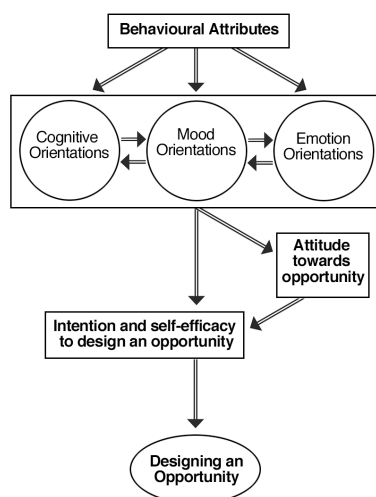 Behavioural Attributes
Cognitive
Orientations
Mood
Orientations
Emotion
Orientations
Attitude
towards
opportunity
Intention and self-efficacy
to design an opportunity
Designing an
Opportunity